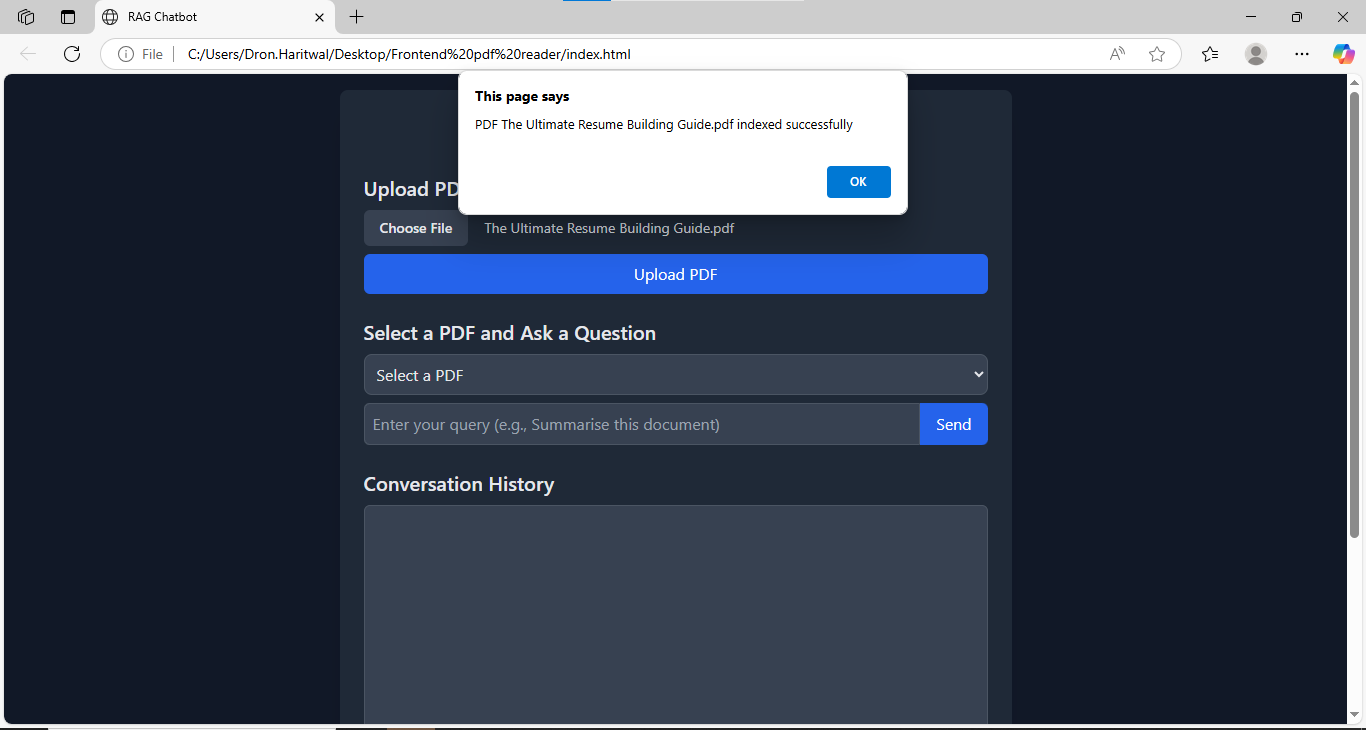 RAG Chatbot
File
C:/Users/Dron.Haritwal/Desktop/Frontend%20pdf%20reader/index.html
This page says
PDF The Ultimate Resume Building Guide.pdf indexed successfully
OK
Upload PD
Choose File The Ultimate Resume Building Guide.pdf
Upload PDF
Select a PDF and Ask a Question
Select a PDF
Enter your query (e.g., Summarise this document) Send
Conversation History